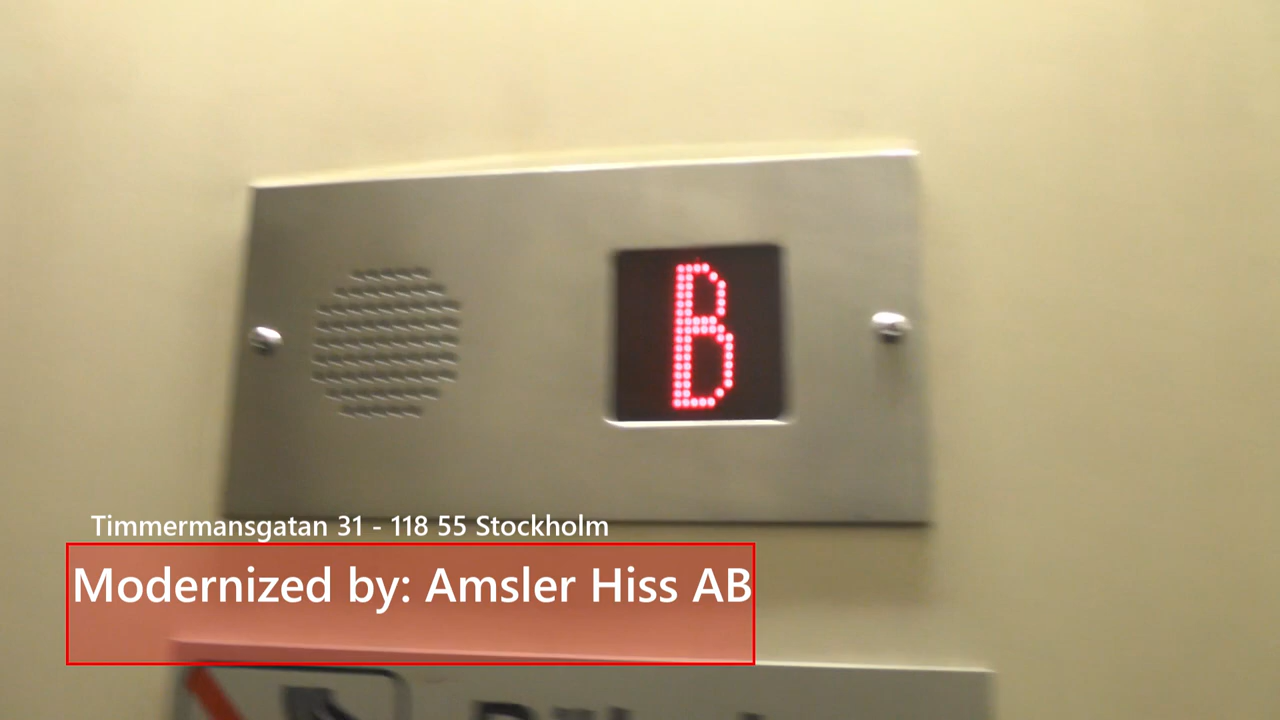 B
Timmermansgatan 31 - 118 55 Stockholm
Modernized by: Amsler Hiss AB